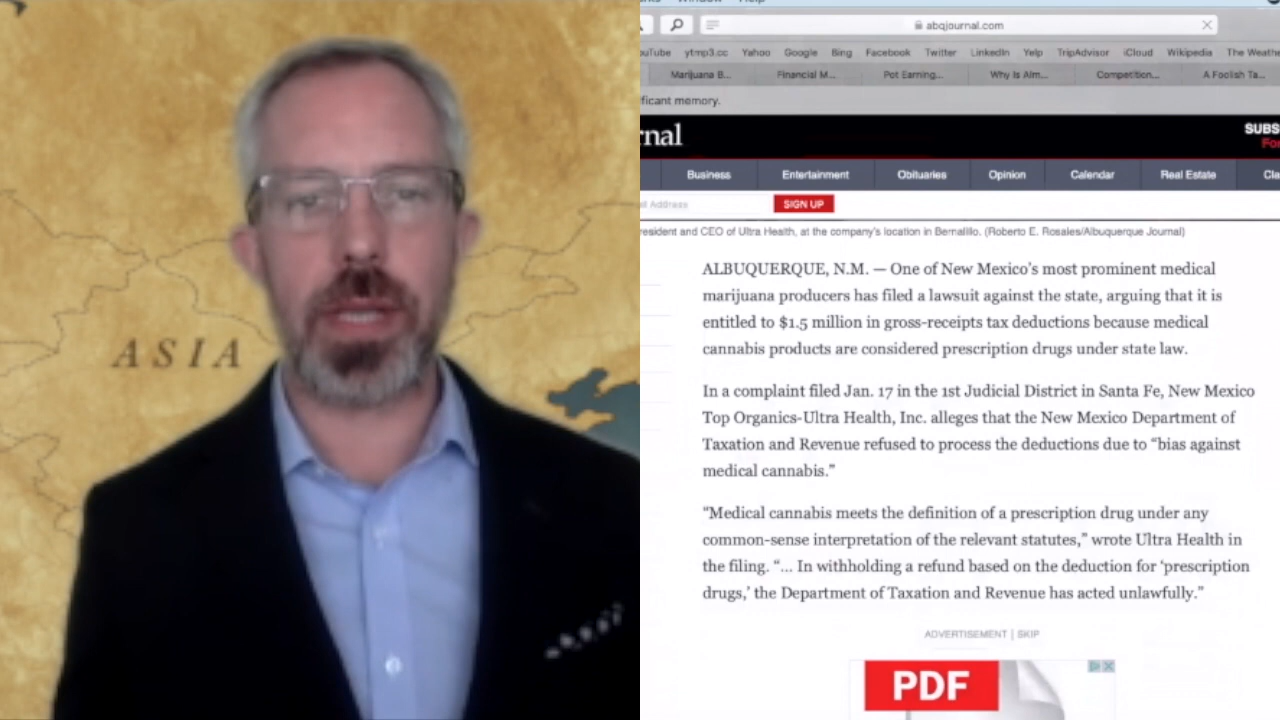 ASIA
Window Help
abqjournal.com
ytmp3.cc Yahoo Google Bing Facebook Twitter LinkedIn Yelp TripAdvisor iCloud Wikipedia The Weathe
Marijuana B... Financial M... Pot Earning... Why Is Alm... Competition... A Foolish Ta...
ficant memory.
rnal
SUBS
For
Business Entertainment Obituaries Opinion Calendar Real Estate Cla
il Address SIGN UP
resident and CEO of Ultra Health, at the company's location in Bernalillo. (Roberto E. Rosales/Albuquerque Journal)
ALBUQUERQUE, N.M. — One of New Mexico's most prominent medical
marijuana producers has filed a lawsuit against the state, arguing that it is
entitled to $1.5 million in gross-receipts tax deductions because medical
cannabis products are considered prescription drugs under state law.
In a complaint filed Jan. 17 in the 1st Judicial District in Santa Fe, New Mexico
Top Organics-Ultra Health, Inc. alleges that the New Mexico Department of
Taxation and Revenue refused to process the deductions due to “bias against
medical cannabis.”
“Medical cannabis meets the definition of a prescription drug under any
common-sense interpretation of the relevant statutes,” wrote Ultra Health in
the filing. “... In withholding a refund based on the deduction for ‘prescription
drugs,’ the Department of Taxation and Revenue has acted unlawfully.”
ADVERTISEMENT | SKIP
PDF